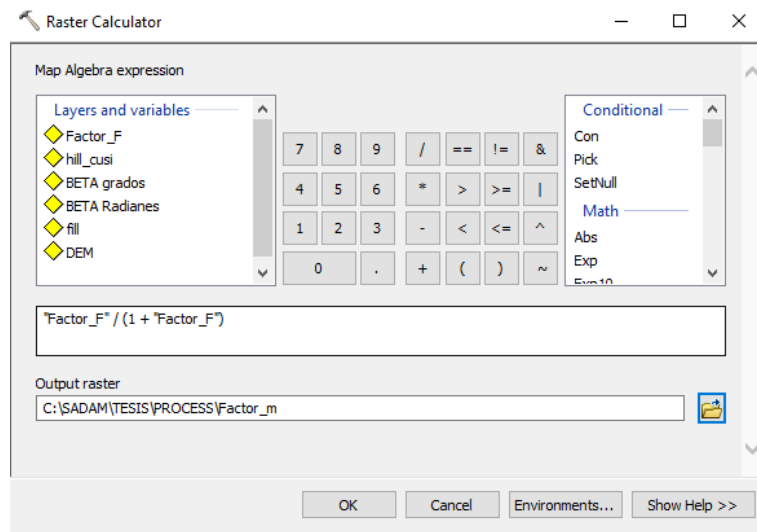 Raster Calculator
Map Algebra expression
Layers and variables
Factor_F
hill_cusi
BETA grados
BETA Radianes
fill
DEM
7 8 9 / == != &
4 5 6 * > >= |
1 2 3 - < <= ^
0 . + ( ) ~
Conditional
Con
Pick
SetNull
Math
Abs
Exp
Exp10
"Factor_F" / (1 + "Factor_F")
Output raster
C:\SADAM\TESIS\PROCESS\Factor_m
OK Cancel Environments... Show Help >>